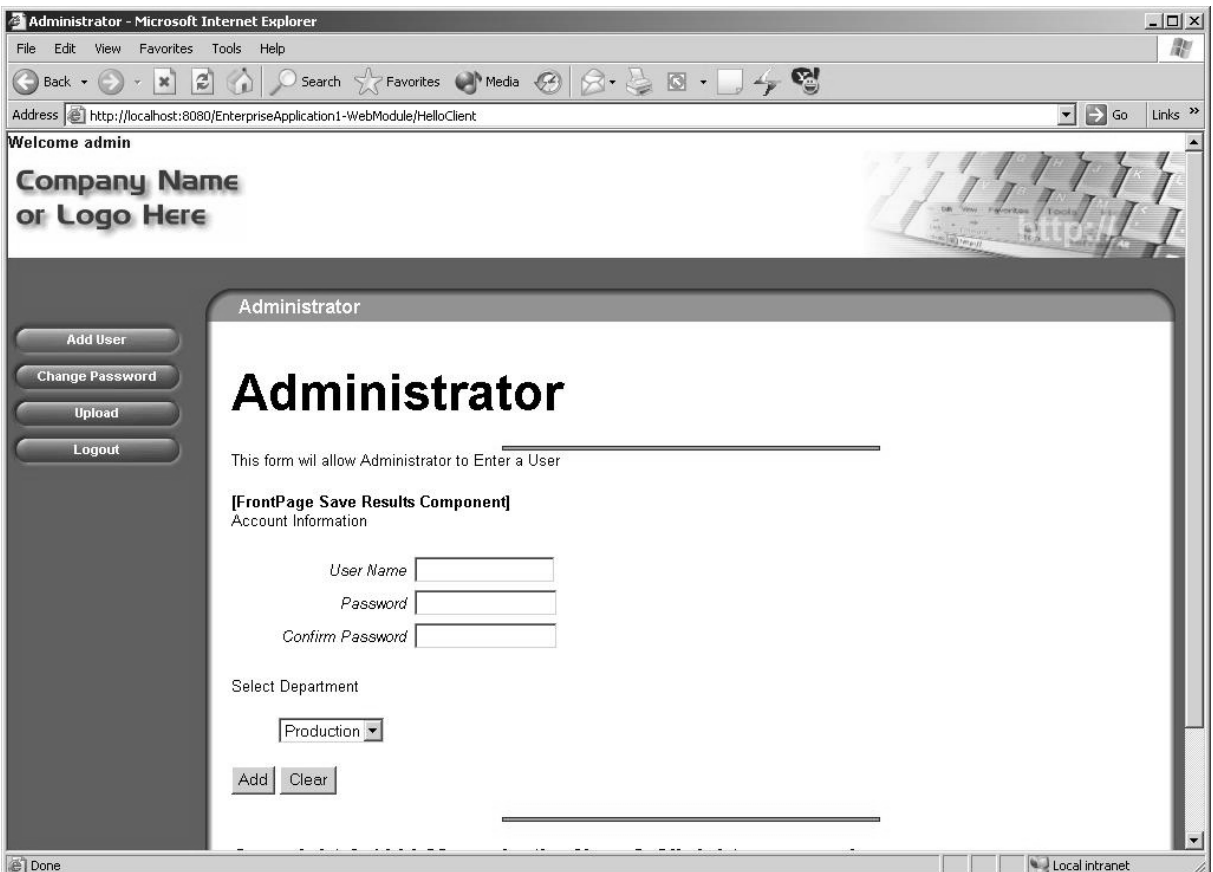 Administrator - Microsoft Internet Explorer
File Edit View Favorites Tools Help
Back Search Favorites Media
Address http://localhost:8080/EnterpriseApplication1-WebModule/HelloClient Go Links »
Welcome admin
Company Name
or Logo Here
http://
Administrator
Add User
Change Password
Upload
Logout
Administrator
This form wil allow Administrator to Enter a User
[FrontPage Save Results Component]
Account Information
User Name
Password
Confirm Password
Select Department
Production
Add Clear
Done Local intranet